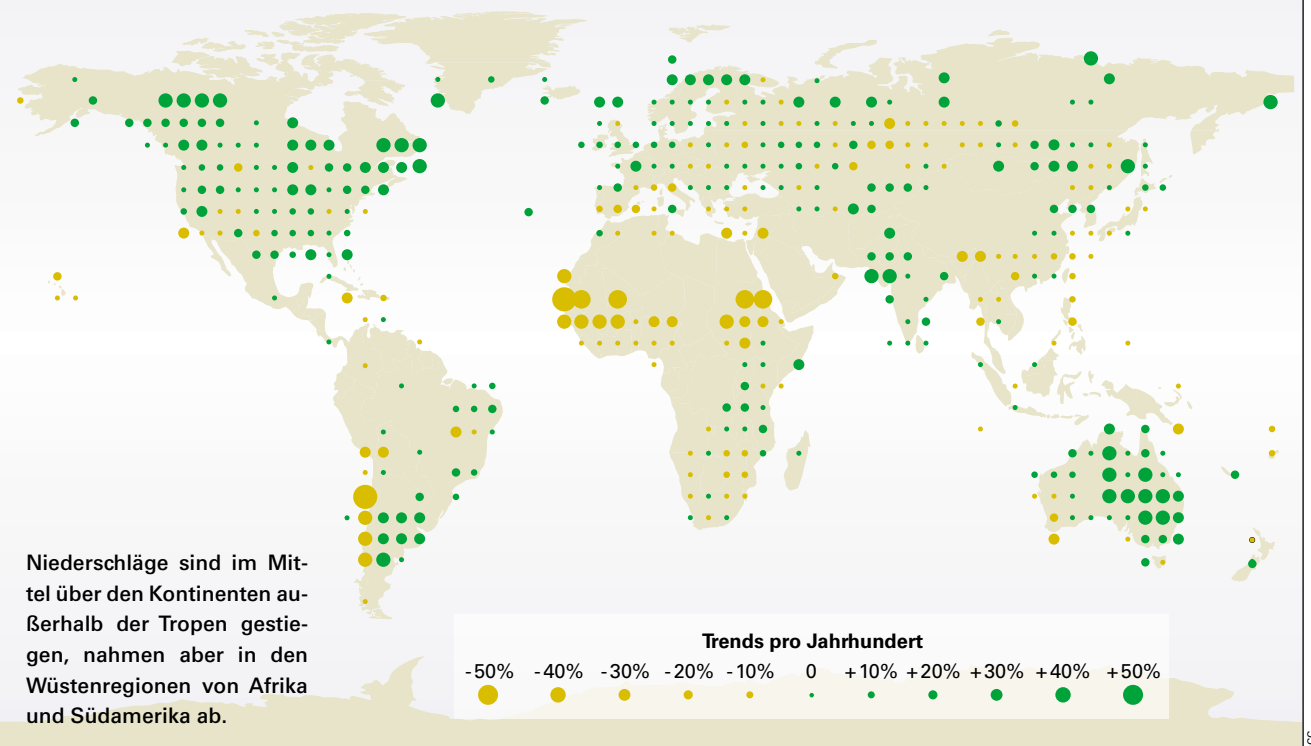 Niederschläge sind im Mit-
tel über den Kontinenten au-
ßerhalb der Tropen gestie-
gen, nahmen aber in den
Wüstenregionen von Afrika
und Südamerika ab.
Trends pro Jahrhundert
-50% -40% -30% -20% -10% 0 +10% +20% +30% +40% +50%